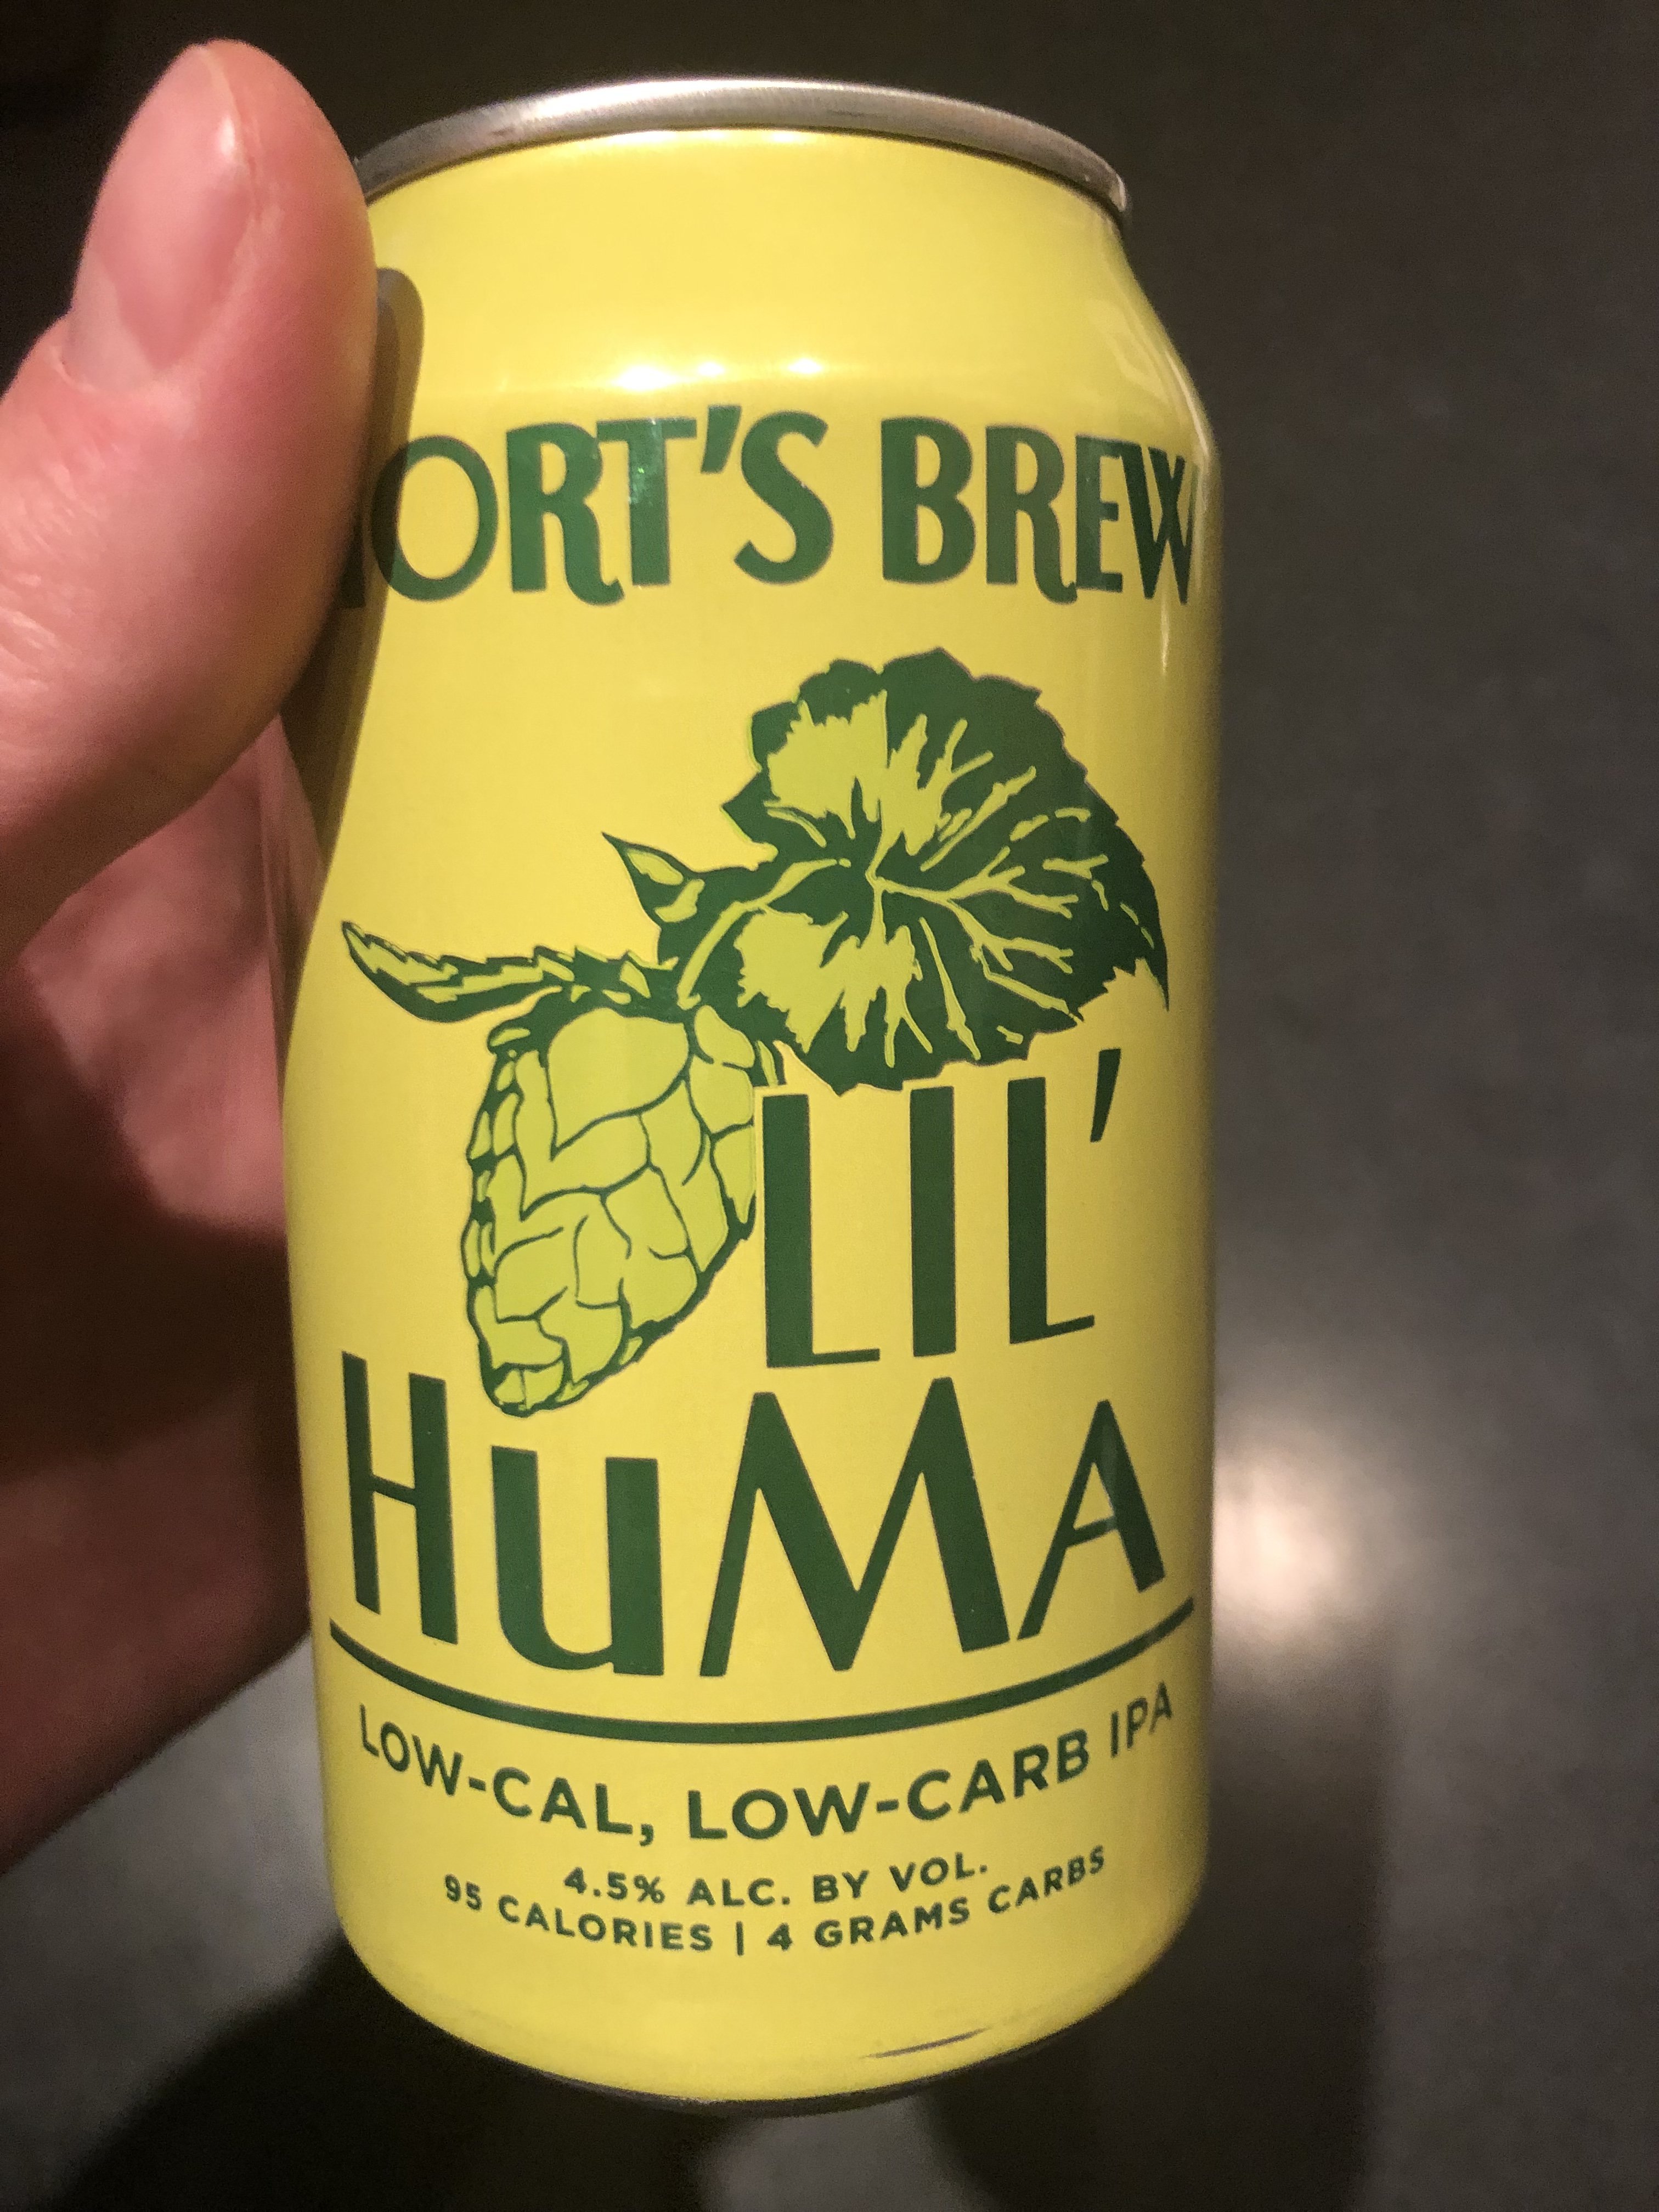 ORT'S BREW
LIL'
HuMA
LOW-CAL, LOW-CARB IPA
4.5% ALC. BY VOL.
95 CALORIES | 4 GRAMS CARBS